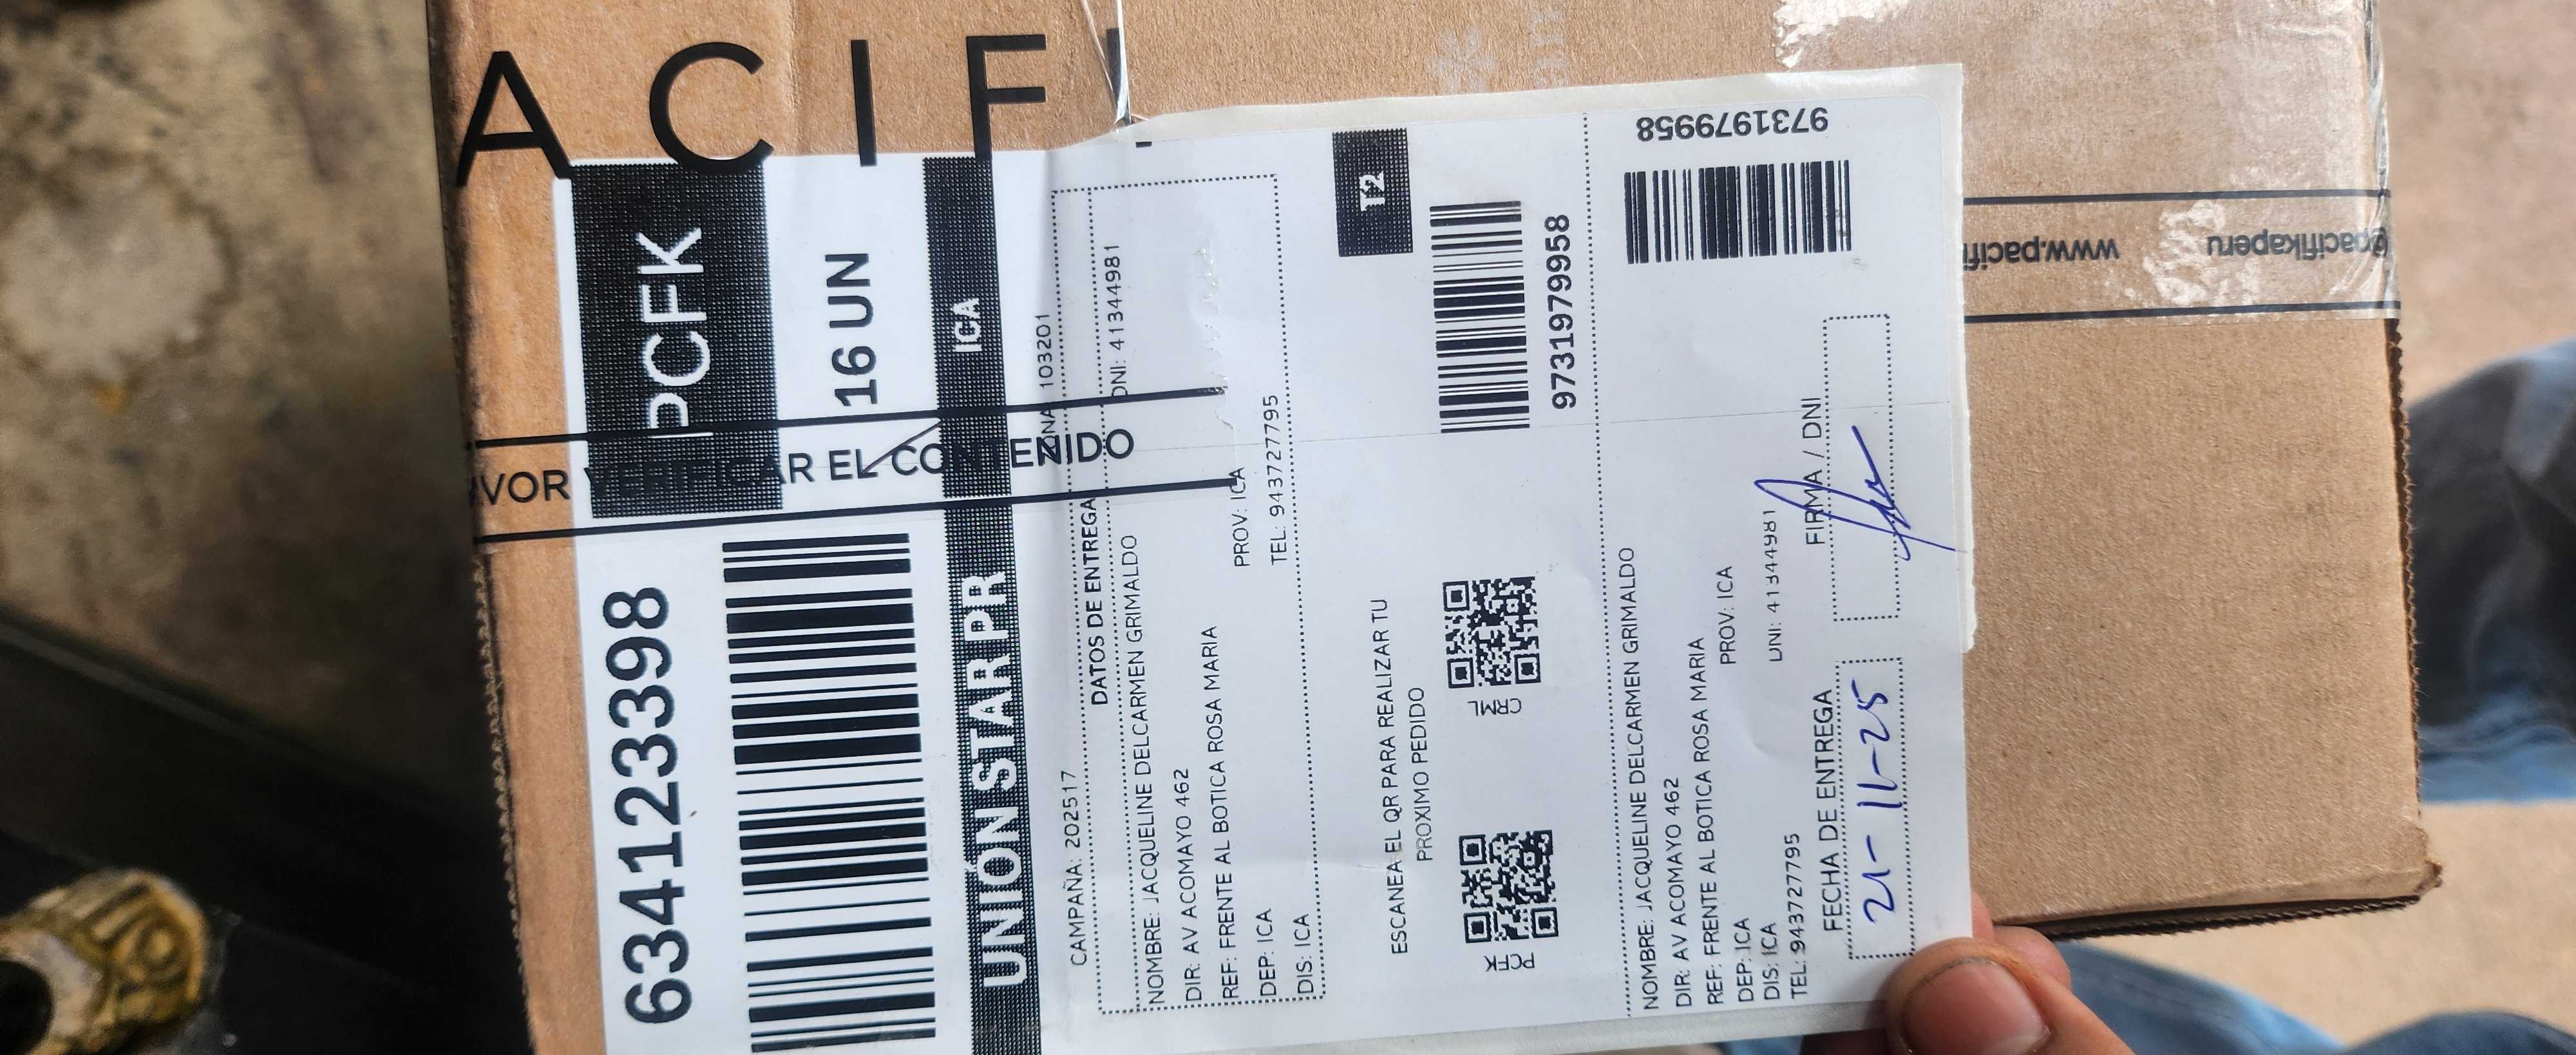 ACIF
6341233398
PCFK
16 UN
UNIÓN STAR PR
ICA
VOR VERIFICAR EL CONTENIDO
CAMPAÑA: 202517
ZONA 103201
DATOS DE ENTREGA
NOMBRE: JACQUELINE DELCARMEN GRIMALDO
DNI: 41344981
DIR: AV ACOMAYO 462
REF: FRENTE AL BOTICA ROSA MARIA
DEP: ICA
PROV: ICA
DIS: ICA
TEL: 943727795
T2
ESCANEA EL QR PARA REALIZAR TU
PROXIMO PEDIDO
PCFK
CRML
9731979958
NOMBRE: JACQUELINE DELCARMEN GRIMALDO
DIR: AV ACOMAYO 462
REF: FRENTE AL BOTICA ROSA MARIA
DEP: ICA
PROV: ICA
DIS: ICA
TEL: 943727795
DNI: 41344981
9731979958
FECHA DE ENTREGA
21-11-25
FIRMA / DNI
www.pacifi
@pacifikaperu